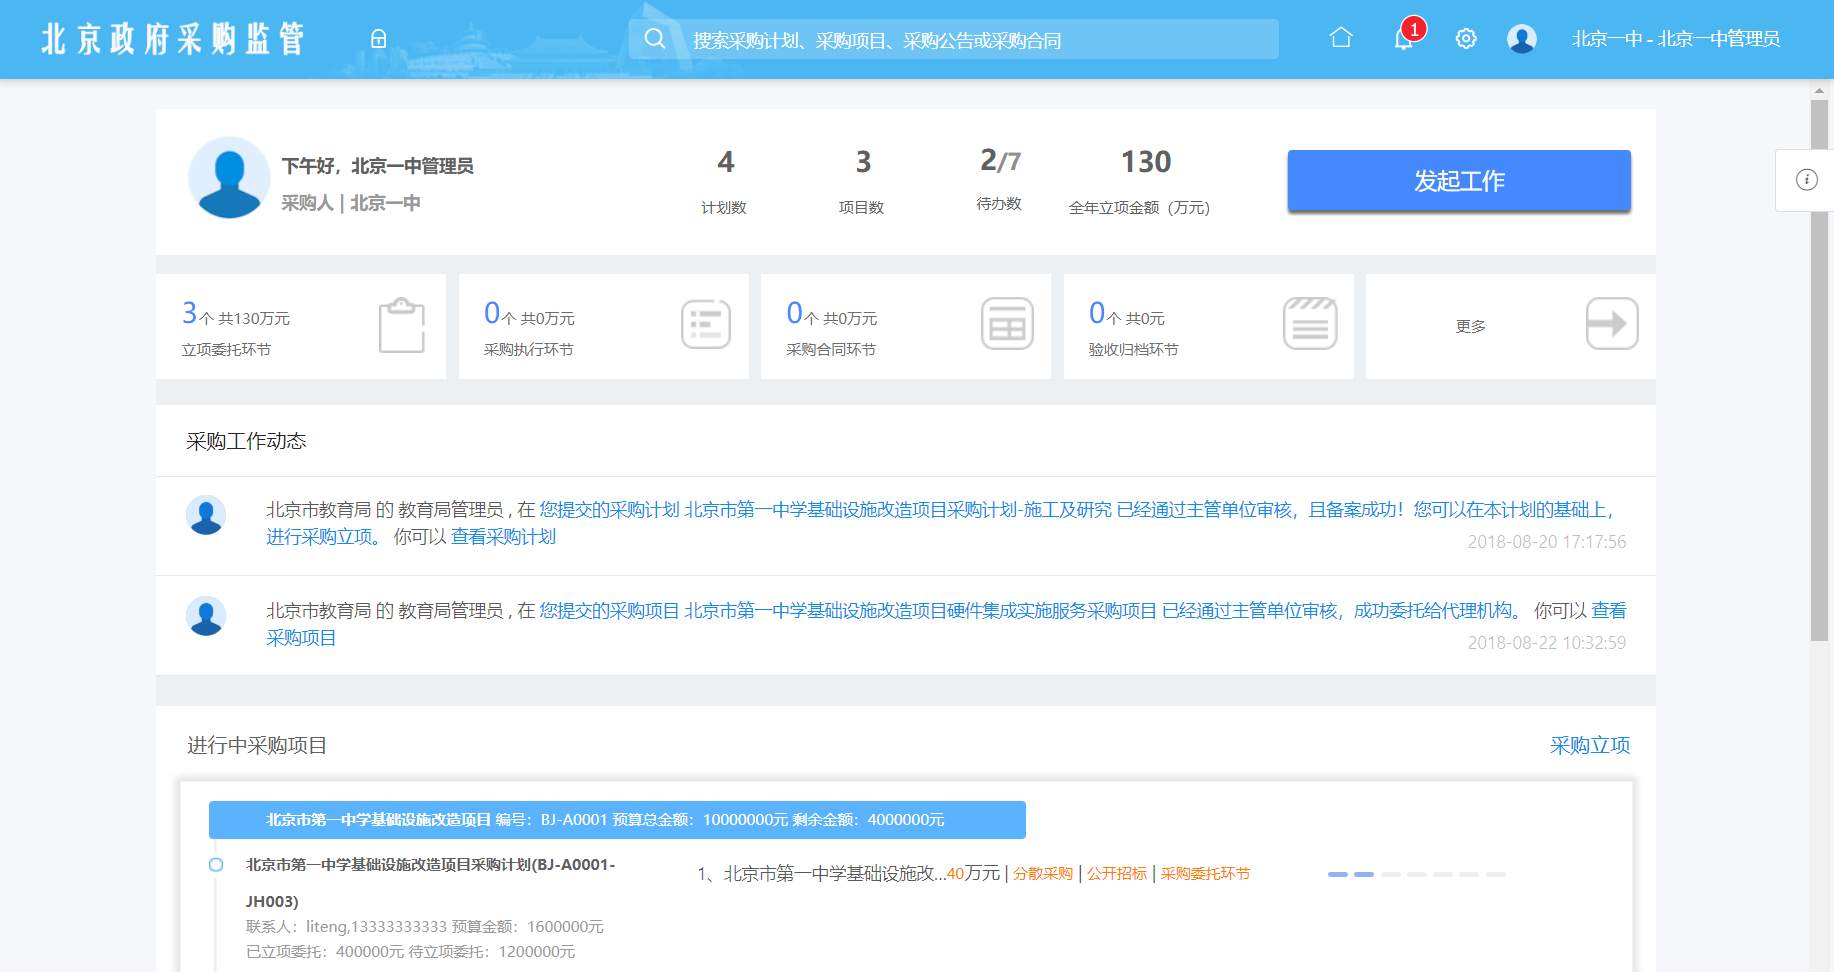 北京政府采购监管
搜索采购计划、采购项目、采购公告或采购合同
1
北京一中 - 北京一中管理员
下午好，北京一中管理员
采购人 | 北京一中
4
计划数
3
项目数
2/7
待办数
130
全年立项金额（万元）
发起工作
3个 共130万元
立项委托环节
0个 共0万元
采购执行环节
0个 共0万元
采购合同环节
0个 共0元
验收归档环节
更多
采购工作动态
北京市教育局 的 教育局管理员 , 在 您提交的采购计划 北京市第一中学基础设施改造项目采购计划-施工及研究 已经通过主管单位审核，且备案成功！您可以在本计划的基础上，
进行采购立项。 你可以 查看采购计划
2018-08-20 17:17:56
北京市教育局 的 教育局管理员 , 在 您提交的采购项目 北京市第一中学基础设施改造项目硬件集成实施服务采购项目 已经通过主管单位审核，成功委托给代理机构。 你可以 查看
采购项目
2018-08-22 10:32:59
进行中采购项目
采购立项
北京市第一中学基础设施改造项目 编号：BJ-A0001 预算总金额：10000000元 剩余金额：4000000元
北京市第一中学基础设施改造项目采购计划(BJ-A0001-
JH003)
联系人：liteng,13333333333 预算金额：1600000元
已立项委托：400000元 待立项委托：1200000元
1、北京市第一中学基础设施改...40万元 | 分散采购 | 公开招标 | 采购委托环节